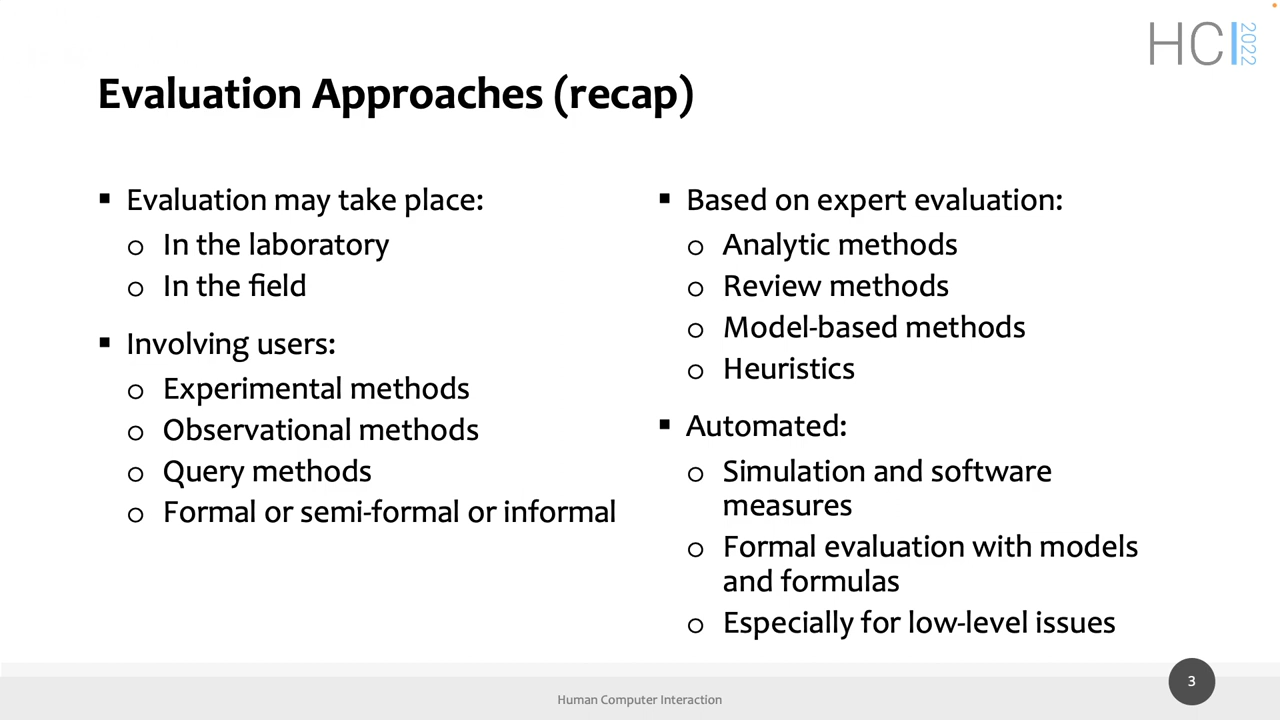 HCI 2022
Evaluation Approaches (recap)
▪ Evaluation may take place:
o In the laboratory
o In the field
▪ Involving users:
o Experimental methods
o Observational methods
o Query methods
o Formal or semi-formal or informal
▪ Based on expert evaluation:
o Analytic methods
o Review methods
o Model-based methods
o Heuristics
▪ Automated:
o Simulation and software
measures
o Formal evaluation with models
and formulas
o Especially for low-level issues
Human Computer Interaction
3